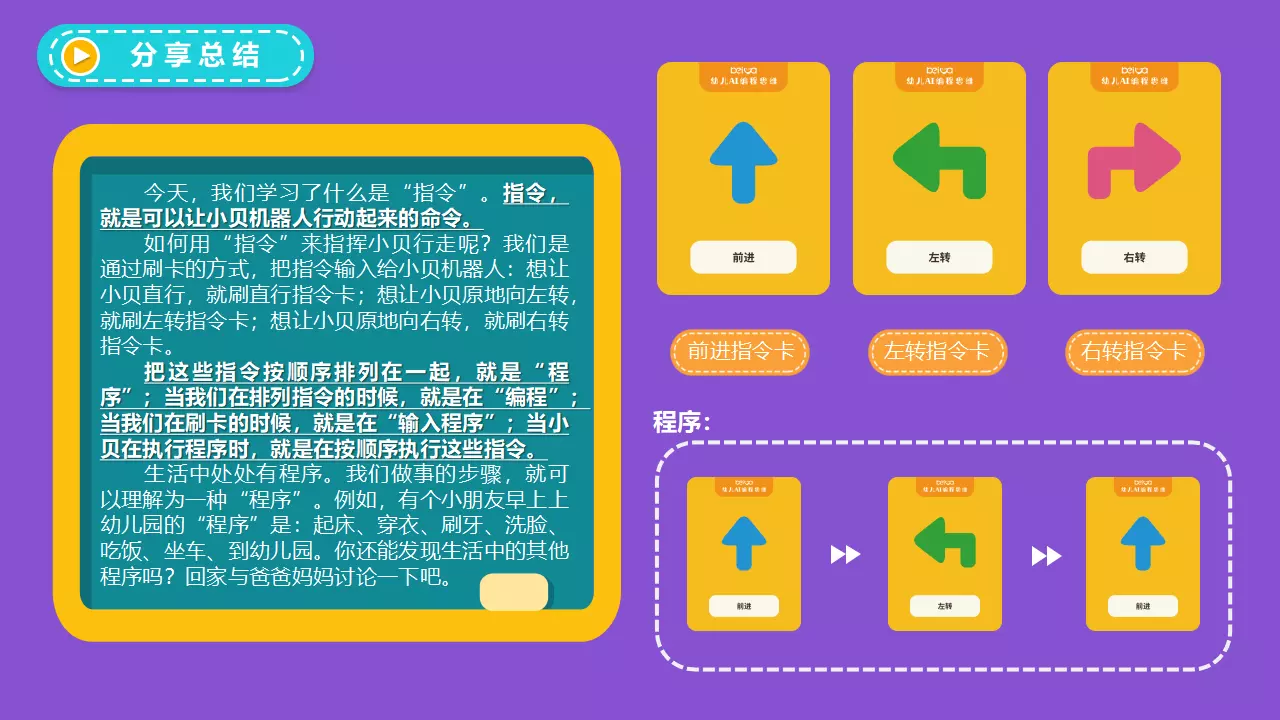 分享总结
今天，我们学习了什么是“指令”。指令，
就是可以让小贝机器人行动起来的命令。
如何用“指令”来指挥小贝行走呢？我们是
通过刷卡的方式，把指令输入给小贝机器人：想让
小贝直行，就刷直行指令卡；想让小贝原地向左转，
就刷左转指令卡；想让小贝原地向右转，就刷右转
指令卡。
把这些指令按顺序排列在一起，就是“程
序”；当我们在排列指令的时候，就是在“编程”；
当我们在刷卡的时候，就是在“输入程序”；当小
贝在执行程序时，就是在按顺序执行这些指令。
生活中处处有程序。我们做事的步骤，就可
以理解为一种“程序”。例如，有个小朋友早上上
幼儿园的“程序”是：起床、穿衣、刷牙、洗脸、
吃饭、坐车、到幼儿园。你还能发现生活中的其他
程序吗？回家与爸爸妈妈讨论一下吧。
beiya
幼儿AI编程思维
前进
beiya
幼儿AI编程思维
左转
beiya
幼儿AI编程思维
右转
前进指令卡
左转指令卡
右转指令卡
程序：
beiya
幼儿AI编程思维
前进
beiya
幼儿AI编程思维
左转
beiya
幼儿AI编程思维
前进